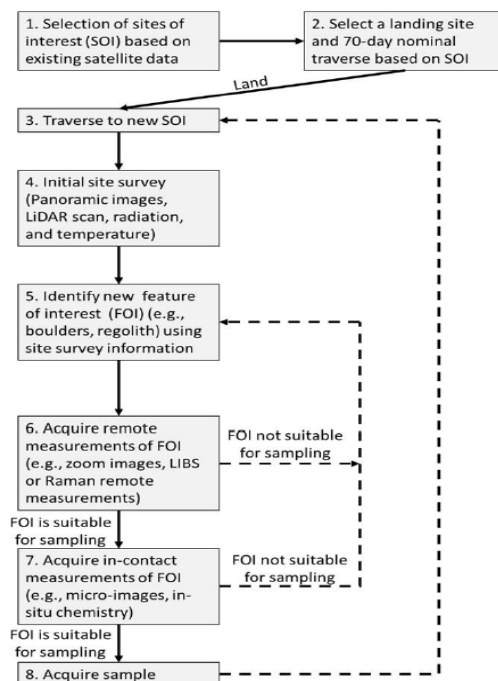 1. Selection of sites of
interest (SOI) based on
existing satellite data
2. Select a landing site
and 70-day nominal
traverse based on SOI
Land
3. Traverse to new SOI
4. Initial site survey
(Panoramic images,
LiDAR scan, radiation,
and temperature)
5. Identify new feature
of interest (FOI) (e.g.,
boulders, regolith) using
site survey information
6. Acquire remote
measurements of FOI
(e.g., zoom images, LIBS
or Raman remote
measurements)
FOI not suitable
for sampling
FOI is suitable
for sampling
7. Acquire in-contact
measurements of FOI
(e.g., micro-images, in-
situ chemistry)
FOI not suitable
for sampling
FOI is suitable
for sampling
8. Acquire sample